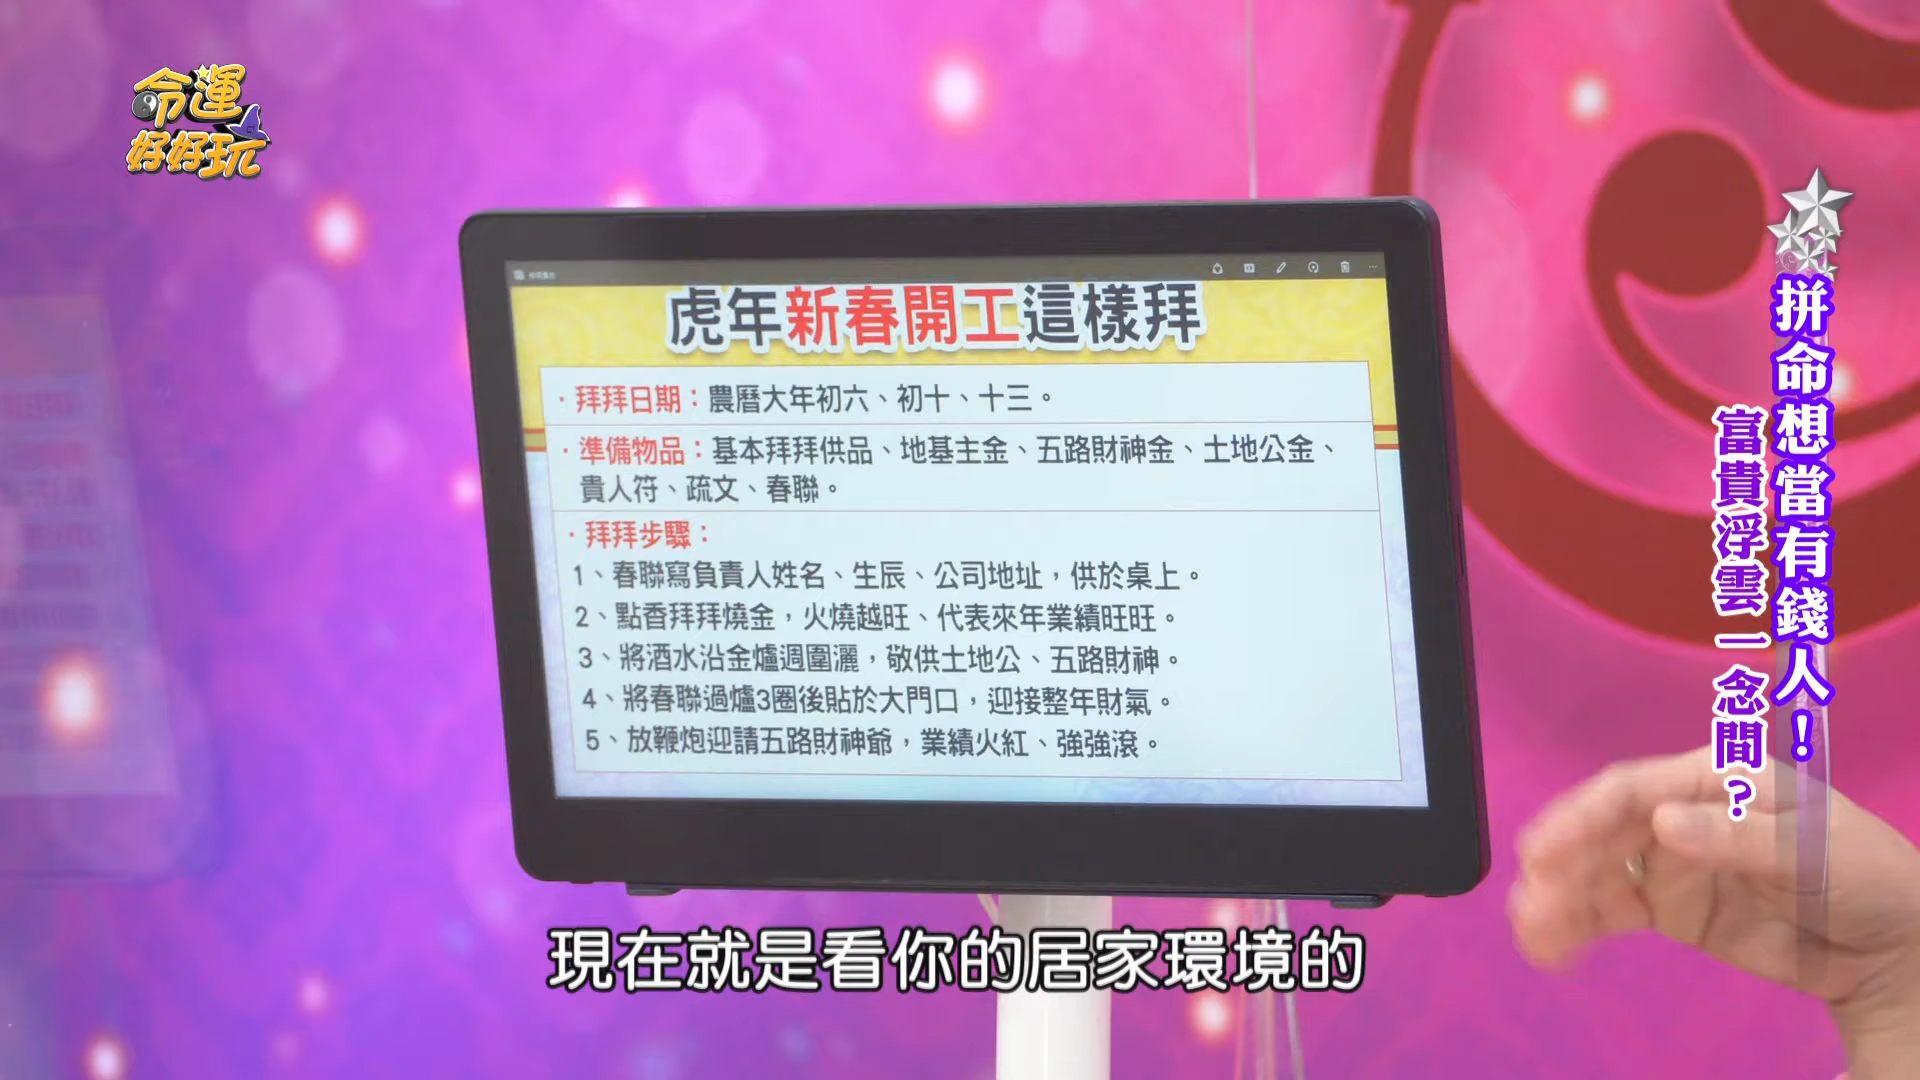 命運
好好玩
虎年新春開工這樣拜
·拜拜日期：農曆大年初六、初十、十三。
·準備物品：基本拜拜供品、地基主金、五路財神金、土地公金、
貴人符、疏文、春聯。
·拜拜步驟：
1、春聯寫負責人姓名、生辰、公司地址，供於桌上。
2、點香拜拜燒金，火燒越旺、代表來年業績旺旺。
3、將酒水沿金爐週圍灑，敬供土地公、五路財神。
4、將春聯過爐3圈後貼於大門口，迎接整年財氣。
5、放鞭炮迎請五路財神爺，業績火紅、強強滾。
拼命想當有錢人！
富貴浮雲一念間？
現在就是看你的居家環境的